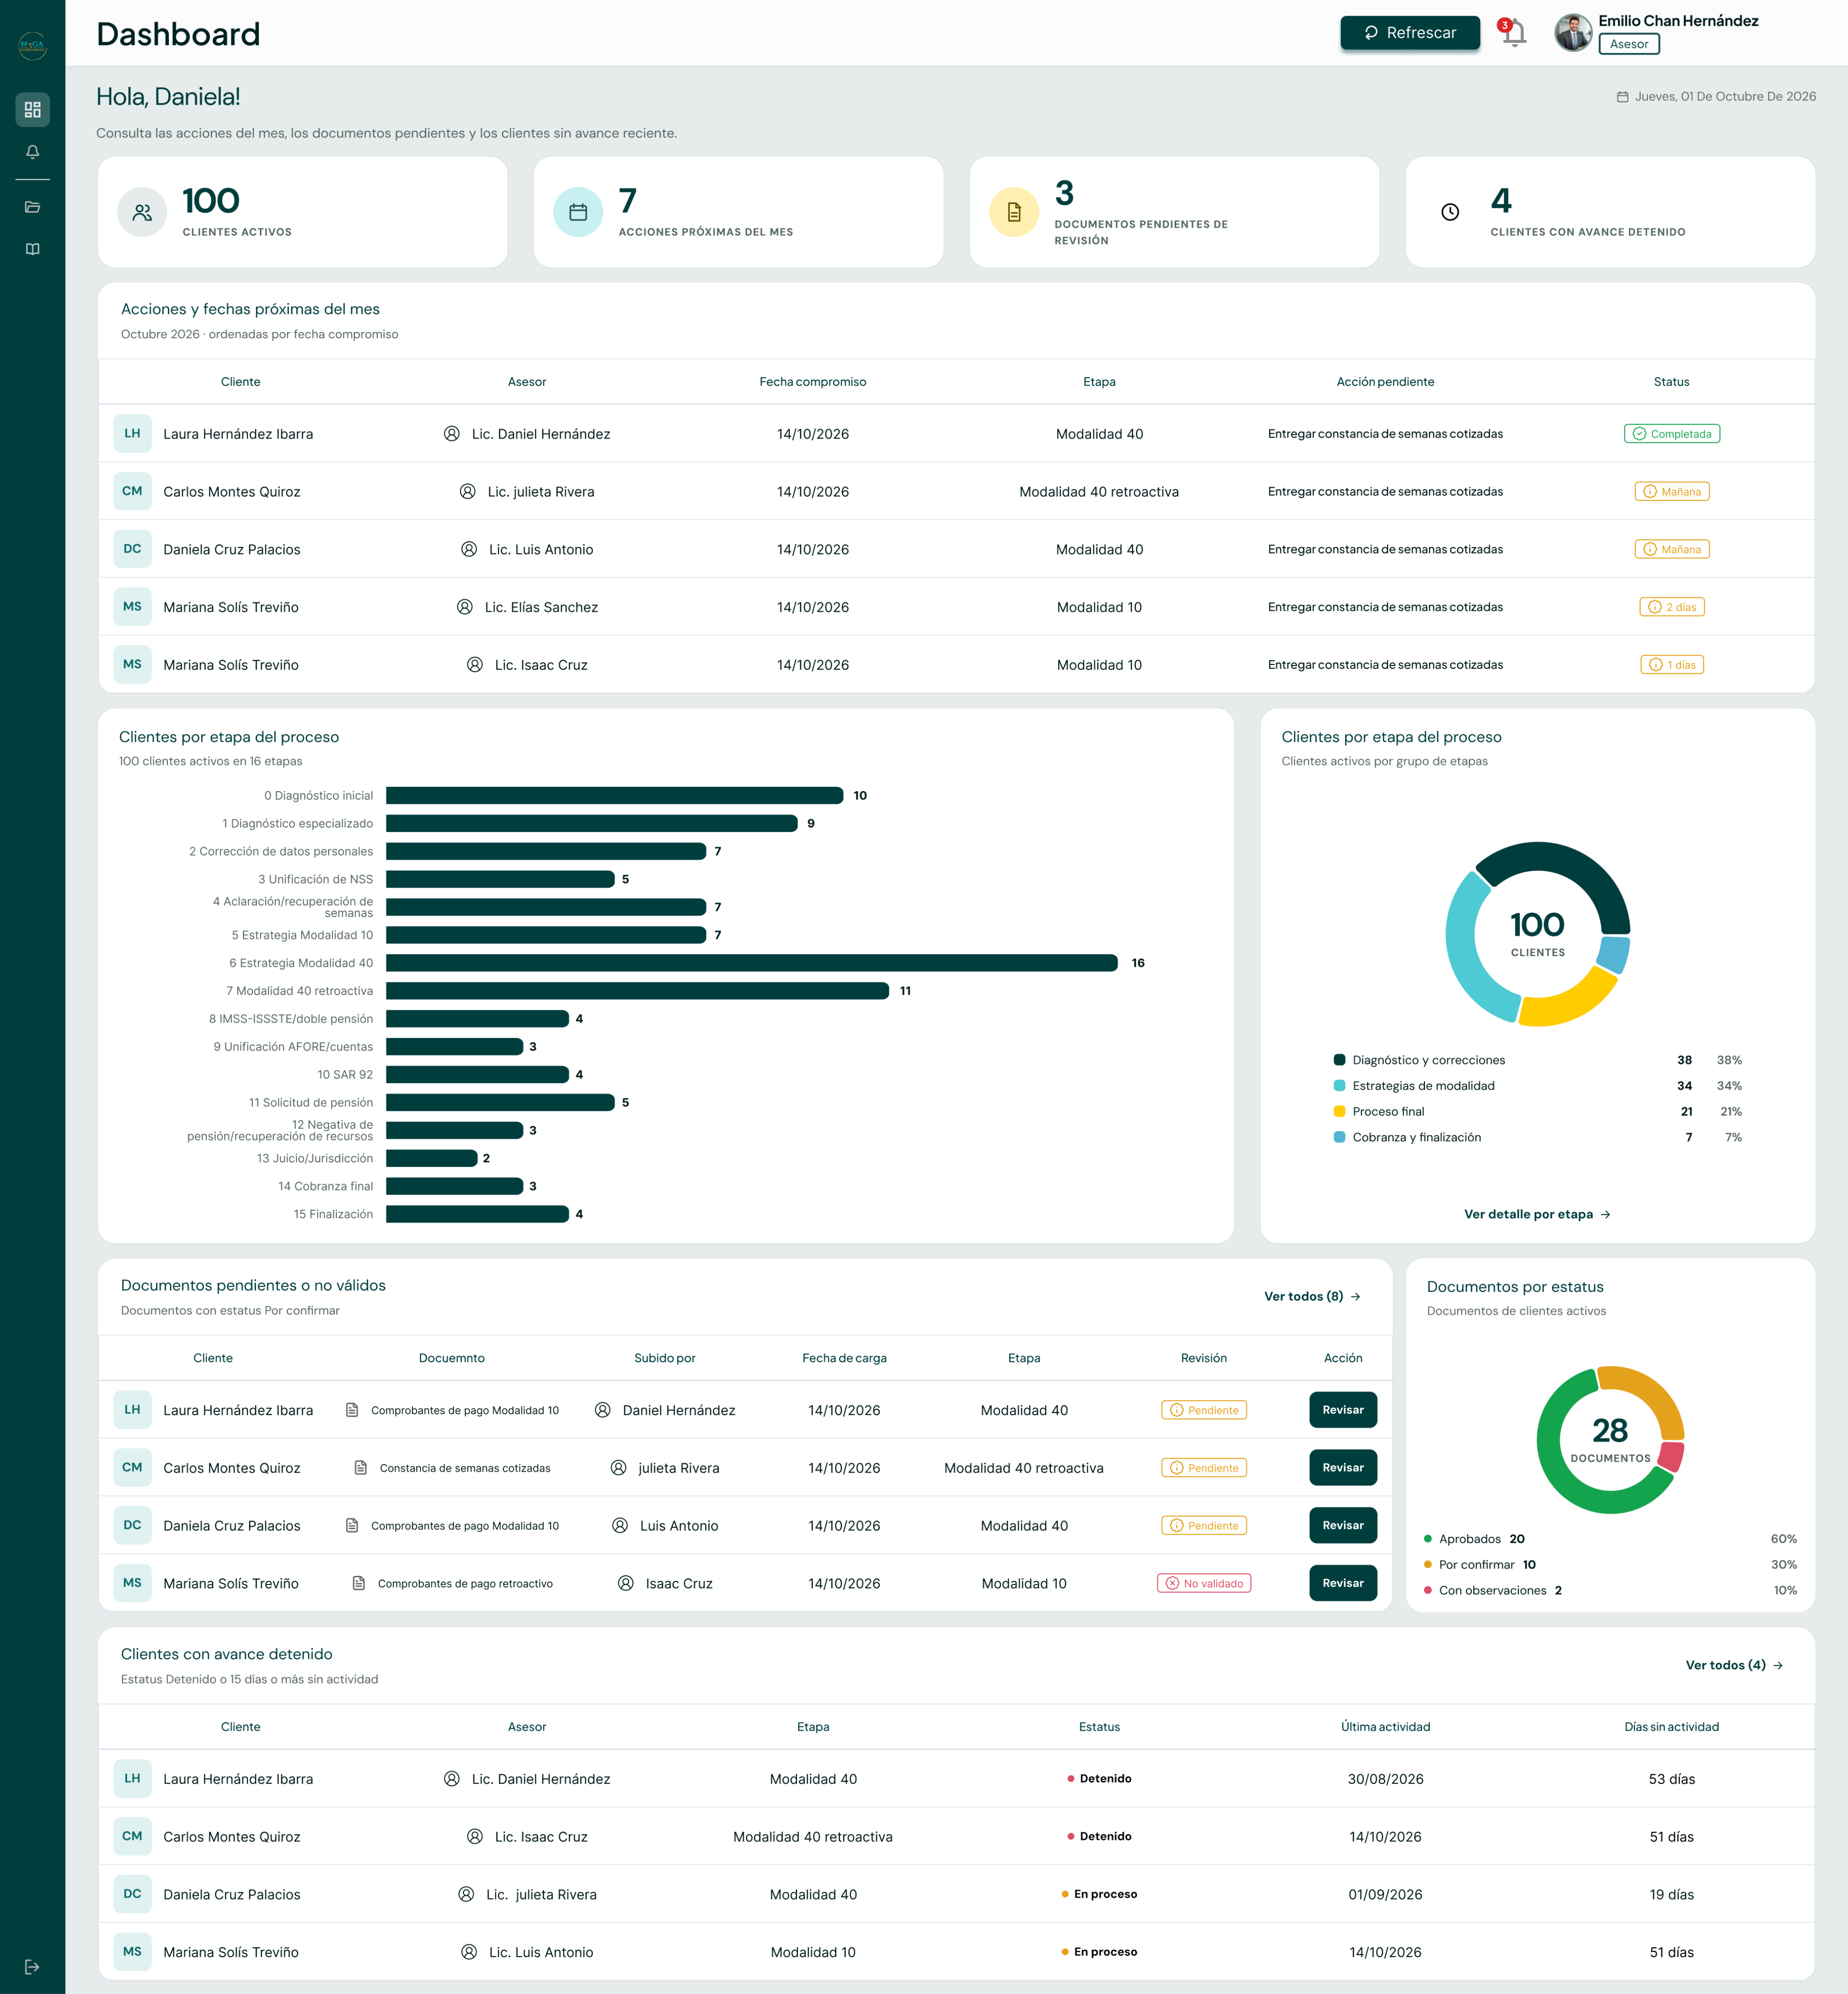 HGA
Dashboard
Refrescar
3
Emilio Chan Hernández
Asesor
Hola, Daniela!
Jueves, 01 De Octubre De 2026
Consulta las acciones del mes, los documentos pendientes y los clientes sin avance reciente.
100
CLIENTES ACTIVOS
7
ACCIONES PRÓXIMAS DEL MES
3
DOCUMENTOS PENDIENTES DE
REVISIÓN
4
CLIENTES CON AVANCE DETENIDO
Acciones y fechas próximas del mes
Octubre 2026 · ordenadas por fecha compromiso
Cliente Asesor Fecha compromiso Etapa Acción pendiente Status
LH Laura Hernández Ibarra Lic. Daniel Hernández 14/10/2026 Modalidad 40 Entregar constancia de semanas cotizadas Completada
CM Carlos Montes Quiroz Lic. julieta Rivera 14/10/2026 Modalidad 40 retroactiva Entregar constancia de semanas cotizadas Mañana
DC Daniela Cruz Palacios Lic. Luis Antonio 14/10/2026 Modalidad 40 Entregar constancia de semanas cotizadas Mañana
MS Mariana Solís Treviño Lic. Elías Sanchez 14/10/2026 Modalidad 10 Entregar constancia de semanas cotizadas 2 días
MS Mariana Solís Treviño Lic. Isaac Cruz 14/10/2026 Modalidad 10 Entregar constancia de semanas cotizadas 1 días
Clientes por etapa del proceso
100 clientes activos en 16 etapas
0 Diagnóstico inicial 10
1 Diagnóstico especializado 9
2 Corrección de datos personales 7
3 Unificación de NSS 5
4 Aclaración/recuperación de
semanas 7
5 Estrategia Modalidad 10 7
6 Estrategia Modalidad 40 16
7 Modalidad 40 retroactiva 11
8 IMSS-ISSSTE/doble pensión 4
9 Unificación AFORE/cuentas 3
10 SAR 92 4
11 Solicitud de pensión 5
12 Negativa de
pensión/recuperación de recursos 3
13 Juicio/Jurisdicción 2
14 Cobranza final 3
15 Finalización 4
Clientes por etapa del proceso
Clientes activos por grupo de etapas
100
CLIENTES
Diagnóstico y correcciones 38 38%
Estrategias de modalidad 34 34%
Proceso final 21 21%
Cobranza y finalización 7 7%
Ver detalle por etapa →
Documentos pendientes o no válidos
Documentos con estatus Por confirmar
Ver todos (8) →
Cliente Docuemnto Subido por Fecha de carga Etapa Revisión Acción
LH Laura Hernández Ibarra Comprobantes de pago Modalidad 10 Daniel Hernández 14/10/2026 Modalidad 40 Pendiente Revisar
CM Carlos Montes Quiroz Constancia de semanas cotizadas julieta Rivera 14/10/2026 Modalidad 40 retroactiva Pendiente Revisar
DC Daniela Cruz Palacios Comprobantes de pago Modalidad 10 Luis Antonio 14/10/2026 Modalidad 40 Pendiente Revisar
MS Mariana Solís Treviño Comprobantes de pago retroactivo Isaac Cruz 14/10/2026 Modalidad 10 No validado Revisar
Documentos por estatus
Documentos de clientes activos
28
DOCUMENTOS
Aprobados 20 60%
Por confirmar 10 30%
Con observaciones 2 10%
Clientes con avance detenido
Estatus Detenido o 15 días o más sin actividad
Ver todos (4) →
Cliente Asesor Etapa Estatus Última actividad Días sin actividad
LH Laura Hernández Ibarra Lic. Daniel Hernández Modalidad 40 Detenido 30/08/2026 53 días
CM Carlos Montes Quiroz Lic. Isaac Cruz Modalidad 40 retroactiva Detenido 14/10/2026 51 días
DC Daniela Cruz Palacios Lic. julieta Rivera Modalidad 40 En proceso 01/09/2026 19 días
MS Mariana Solís Treviño Lic. Luis Antonio Modalidad 10 En proceso 14/10/2026 51 días